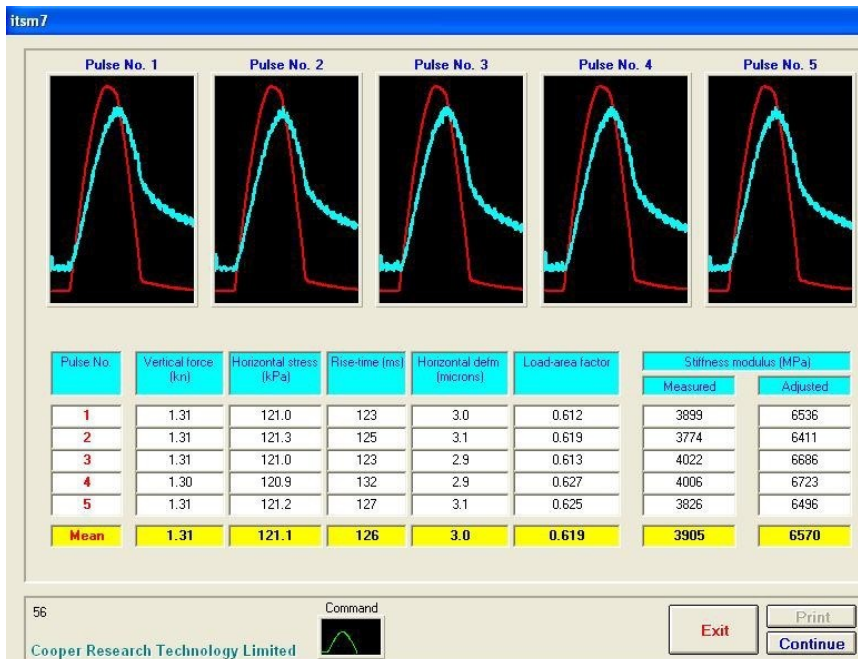 itsm7
Pulse No. 1 Pulse No. 2 Pulse No. 3 Pulse No. 4 Pulse No. 5
Pulse No. Vertical force (kn) Horizontal stress (kPa) Rise-time (ms) Horizontal defm (microns) Load-area factor Stiffness modulus (MPa)
Measured Adjusted
1 1.31 121.0 123 3.0 0.612 3899 6536
2 1.31 121.3 125 3.1 0.619 3774 6411
3 1.31 121.0 123 2.9 0.613 4022 6686
4 1.30 120.9 132 2.9 0.627 4006 6723
5 1.31 121.2 127 3.1 0.625 3826 6496
Mean 1.31 121.1 126 3.0 0.619 3905 6570
56
Command
Cooper Research Technology Limited
Exit
Print
Continue